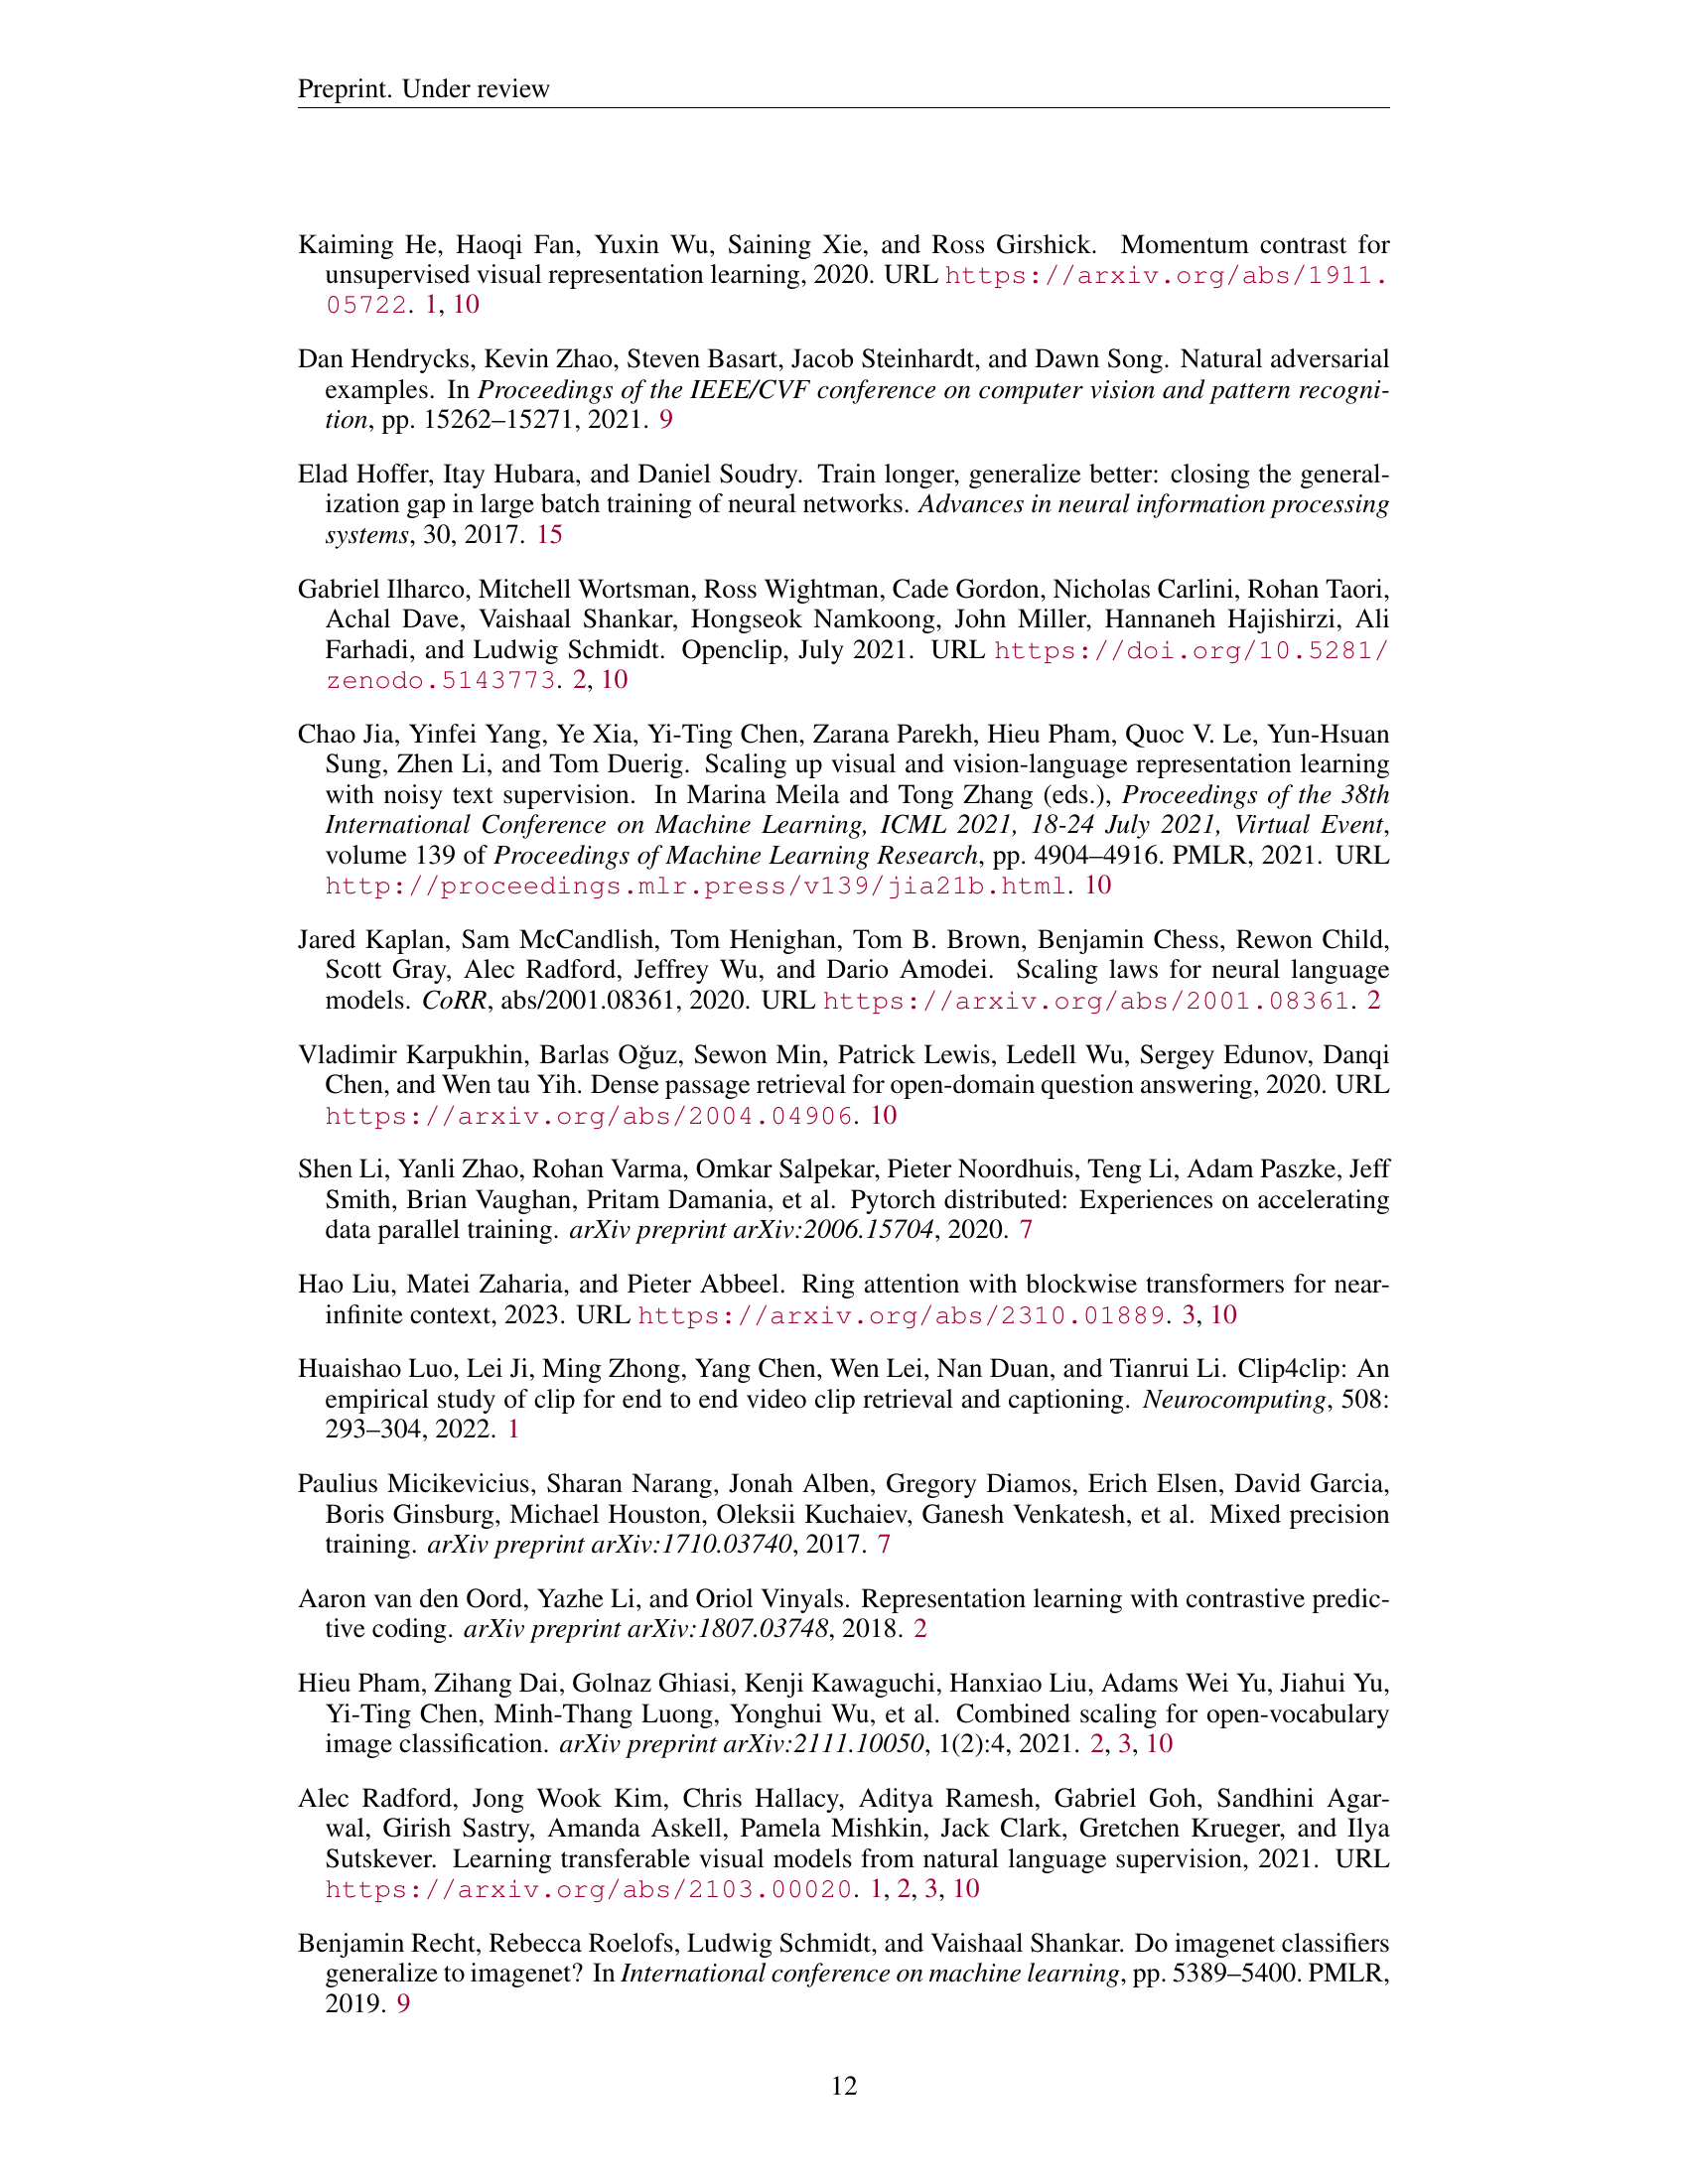 Preprint. Under review
Kaiming He, Haoqi Fan, Yuxin Wu, Saining Xie, and Ross Girshick. Momentum contrast for
unsupervised visual representation learning, 2020. URL https://arxiv.org/abs/1911.
05722. 1, 10
Dan Hendrycks, Kevin Zhao, Steven Basart, Jacob Steinhardt, and Dawn Song. Natural adversarial
examples. In Proceedings of the IEEE/CVF conference on computer vision and pattern recogni-
tion, pp. 15262–15271, 2021. 9
Elad Hoffer, Itay Hubara, and Daniel Soudry. Train longer, generalize better: closing the general-
ization gap in large batch training of neural networks. Advances in neural information processing
systems, 30, 2017. 15
Gabriel Ilharco, Mitchell Wortsman, Ross Wightman, Cade Gordon, Nicholas Carlini, Rohan Taori,
Achal Dave, Vaishaal Shankar, Hongseok Namkoong, John Miller, Hannaneh Hajishirzi, Ali
Farhadi, and Ludwig Schmidt. Openclip, July 2021. URL https://doi.org/10.5281/
zenodo.5143773. 2, 10
Chao Jia, Yinfei Yang, Ye Xia, Yi-Ting Chen, Zarana Parekh, Hieu Pham, Quoc V. Le, Yun-Hsuan
Sung, Zhen Li, and Tom Duerig. Scaling up visual and vision-language representation learning
with noisy text supervision. In Marina Meila and Tong Zhang (eds.), Proceedings of the 38th
International Conference on Machine Learning, ICML 2021, 18-24 July 2021, Virtual Event,
volume 139 of Proceedings of Machine Learning Research, pp. 4904–4916. PMLR, 2021. URL
http://proceedings.mlr.press/v139/jia21b.html. 10
Jared Kaplan, Sam McCandlish, Tom Henighan, Tom B. Brown, Benjamin Chess, Rewon Child,
Scott Gray, Alec Radford, Jeffrey Wu, and Dario Amodei. Scaling laws for neural language
models. CoRR, abs/2001.08361, 2020. URL https://arxiv.org/abs/2001.08361. 2
Vladimir Karpukhin, Barlas Oğuz, Sewon Min, Patrick Lewis, Ledell Wu, Sergey Edunov, Danqi
Chen, and Wen tau Yih. Dense passage retrieval for open-domain question answering, 2020. URL
https://arxiv.org/abs/2004.04906. 10
Shen Li, Yanli Zhao, Rohan Varma, Omkar Salpekar, Pieter Noordhuis, Teng Li, Adam Paszke, Jeff
Smith, Brian Vaughan, Pritam Damania, et al. Pytorch distributed: Experiences on accelerating
data parallel training. arXiv preprint arXiv:2006.15704, 2020. 7
Hao Liu, Matei Zaharia, and Pieter Abbeel. Ring attention with blockwise transformers for near-
infinite context, 2023. URL https://arxiv.org/abs/2310.01889. 3, 10
Huaishao Luo, Lei Ji, Ming Zhong, Yang Chen, Wen Lei, Nan Duan, and Tianrui Li. Clip4clip: An
empirical study of clip for end to end video clip retrieval and captioning. Neurocomputing, 508:
293–304, 2022. 1
Paulius Micikevicius, Sharan Narang, Jonah Alben, Gregory Diamos, Erich Elsen, David Garcia,
Boris Ginsburg, Michael Houston, Oleksii Kuchaiev, Ganesh Venkatesh, et al. Mixed precision
training. arXiv preprint arXiv:1710.03740, 2017. 7
Aaron van den Oord, Yazhe Li, and Oriol Vinyals. Representation learning with contrastive predic-
tive coding. arXiv preprint arXiv:1807.03748, 2018. 2
Hieu Pham, Zihang Dai, Golnaz Ghiasi, Kenji Kawaguchi, Hanxiao Liu, Adams Wei Yu, Jiahui Yu,
Yi-Ting Chen, Minh-Thang Luong, Yonghui Wu, et al. Combined scaling for open-vocabulary
image classification. arXiv preprint arXiv:2111.10050, 1(2):4, 2021. 2, 3, 10
Alec Radford, Jong Wook Kim, Chris Hallacy, Aditya Ramesh, Gabriel Goh, Sandhini Agar-
wal, Girish Sastry, Amanda Askell, Pamela Mishkin, Jack Clark, Gretchen Krueger, and Ilya
Sutskever. Learning transferable visual models from natural language supervision, 2021. URL
https://arxiv.org/abs/2103.00020. 1, 2, 3, 10
Benjamin Recht, Rebecca Roelofs, Ludwig Schmidt, and Vaishaal Shankar. Do imagenet classifiers
generalize to imagenet? In International conference on machine learning, pp. 5389–5400. PMLR,
2019. 9
12